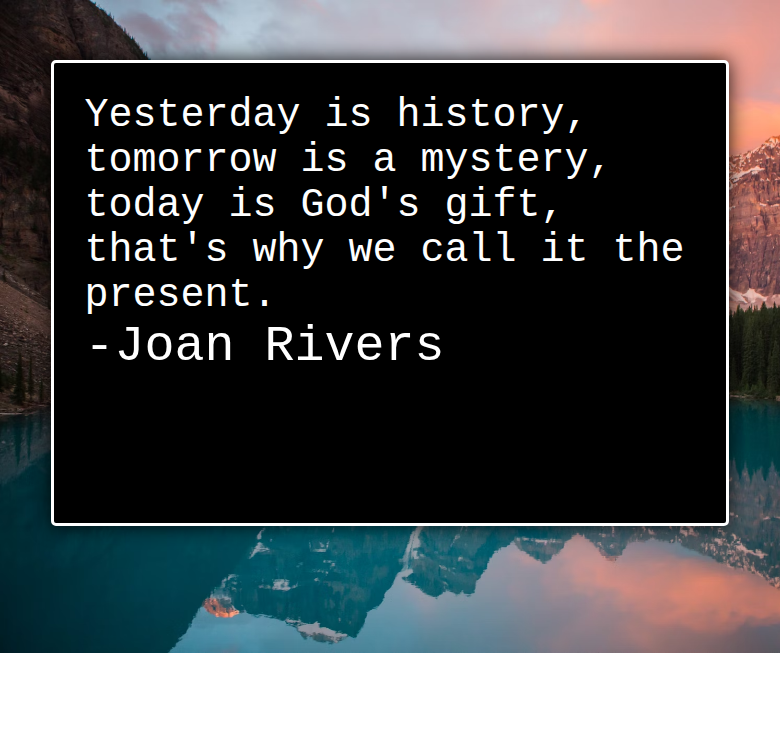 Yesterday is history,
tomorrow is a mystery,
today is God's gift,
that's why we call it the
present.
-Joan Rivers